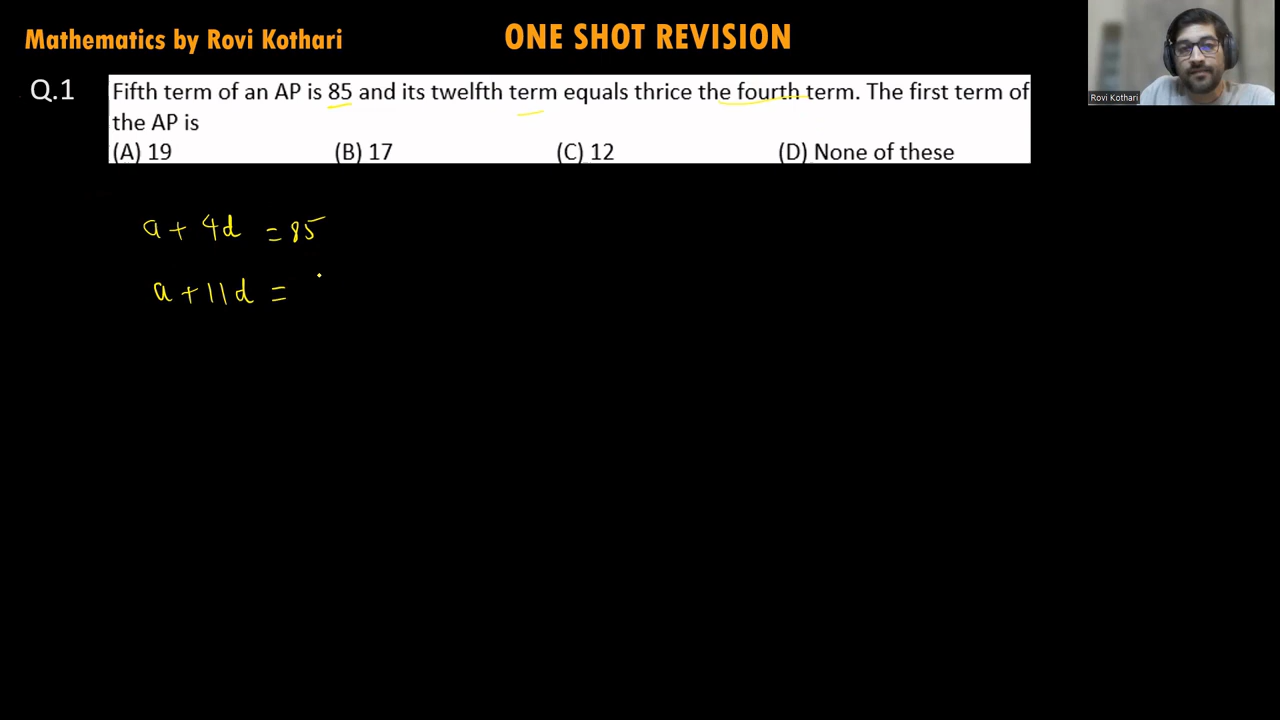 Mathematics by Rovi Kothari
ONE SHOT REVISION
Rovi Kothari
Q.1
Fifth term of an AP is 85 and its twelfth term equals thrice the fourth term. The first term of
the AP is
(A) 19 (B) 17 (C) 12 (D) None of these
a + 4d = 85
a + 11d =